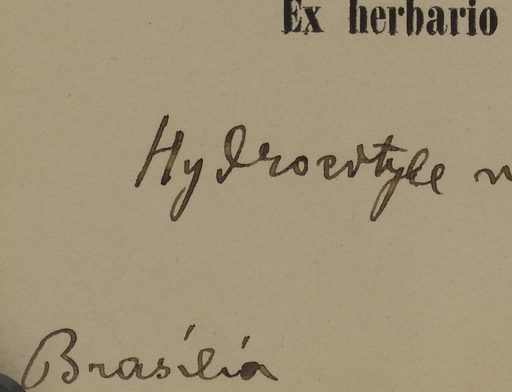 Ex herbario
Hydrocotyle
Brasilia